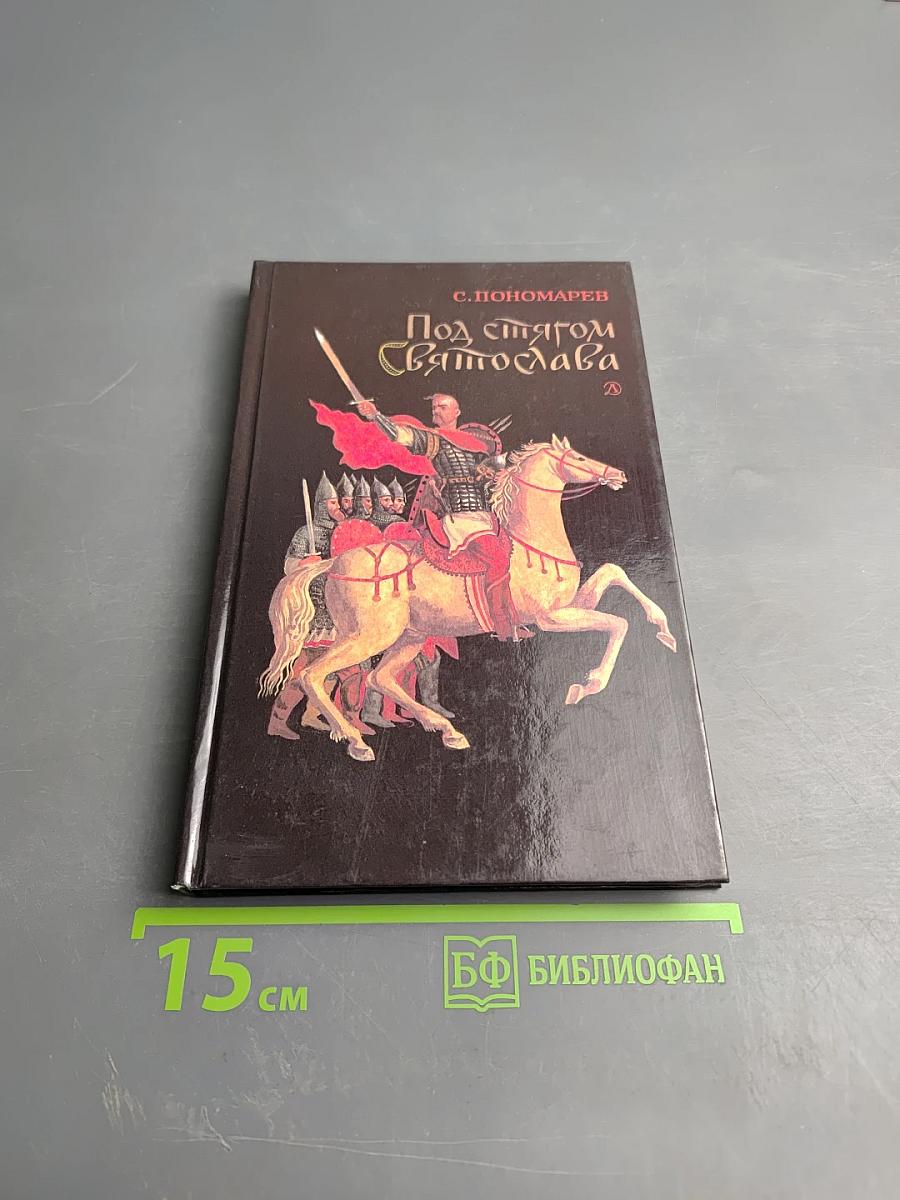 С. ПОНОМАРЕВ
Под стягом
Святослава
15 см
БФ БИБЛИОФАН